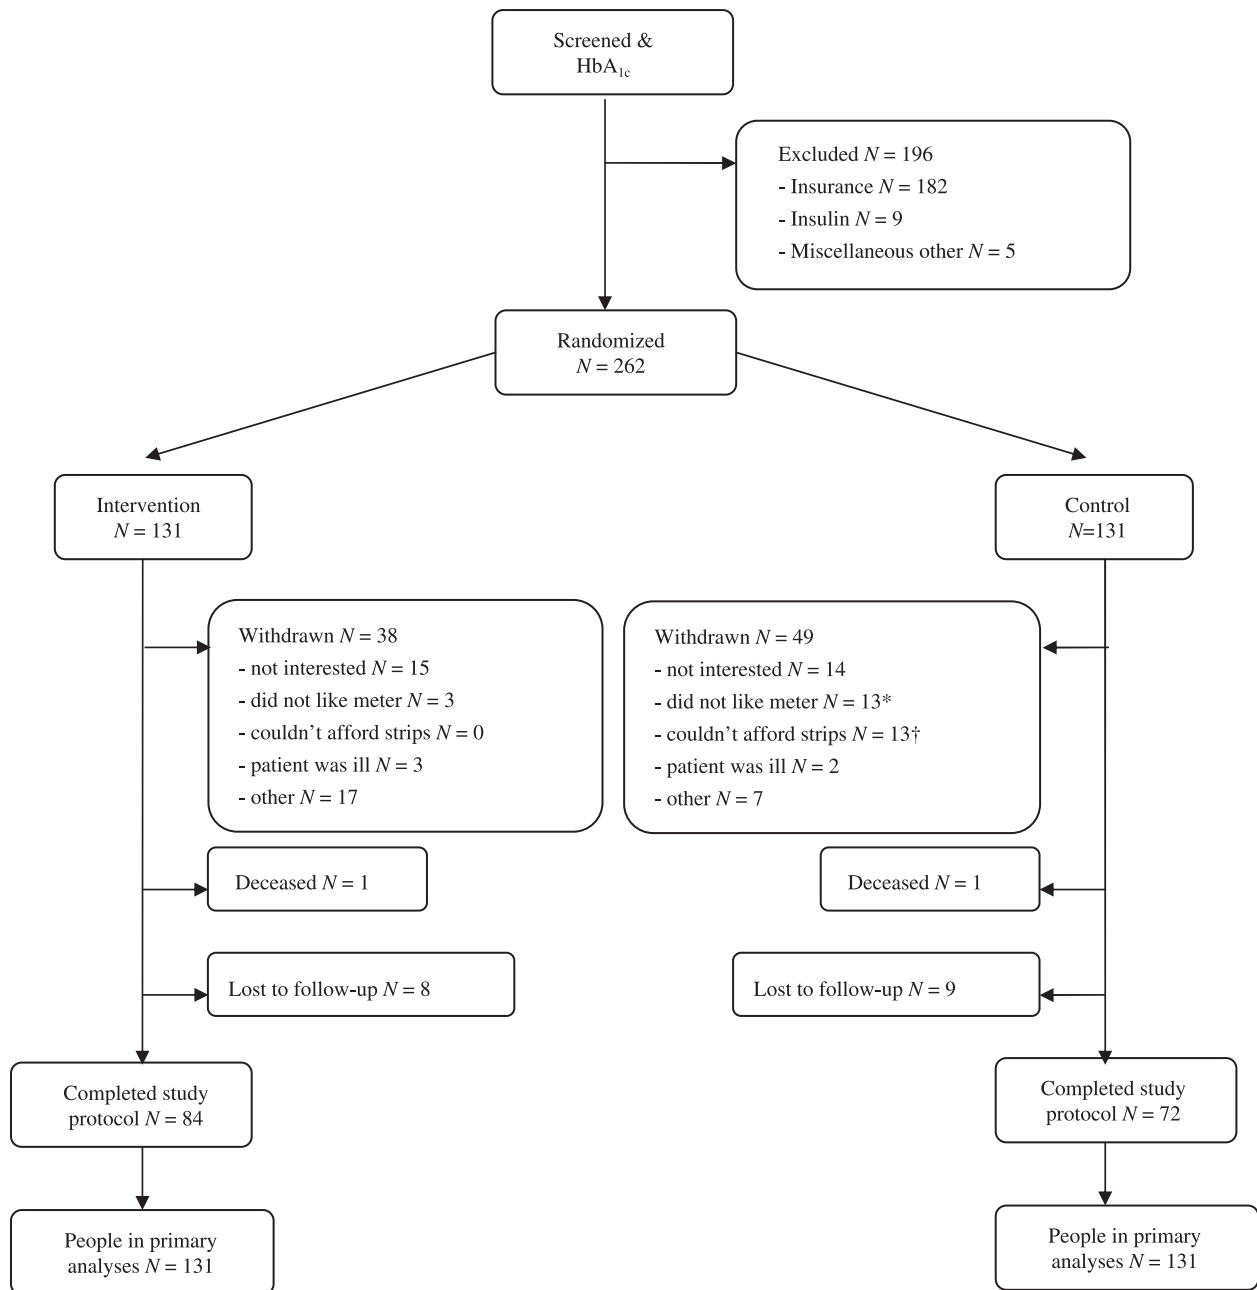 Screened &
HbA1c
Excluded N = 196
- Insurance N = 182
- Insulin N = 9
- Miscellaneous other N = 5
Randomized
N = 262
Intervention
N = 131
Control
N=131
Withdrawn N = 38
- not interested N = 15
- did not like meter N = 3
- couldn’t afford strips N = 0
- patient was ill N = 3
- other N = 17
Withdrawn N = 49
- not interested N = 14
- did not like meter N = 13*
- couldn’t afford strips N = 13†
- patient was ill N = 2
- other N = 7
Deceased N = 1
Deceased N = 1
Lost to follow-up N = 8
Lost to follow-up N = 9
Completed study
protocol N = 84
Completed study
protocol N = 72
People in primary
analyses N = 131
People in primary
analyses N = 131